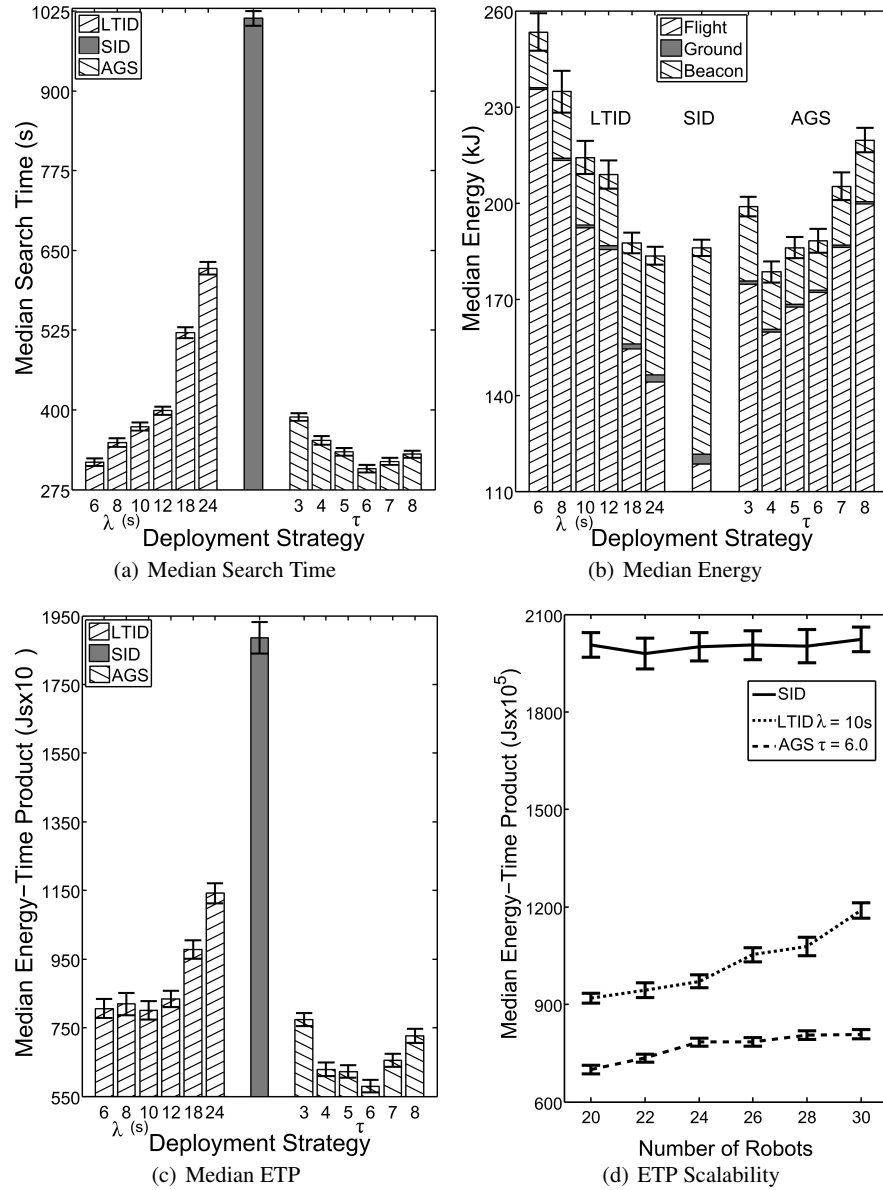 1025
900
775
650
525
400
275
Median Search Time (s)
LTID
SID
AGS
6 8 10 12 18 24 3 4 5 6 7 8
λ (s) τ
Deployment Strategy
(a) Median Search Time
260
230
200
170
140
110
Median Energy (kJ)
Flight
Ground
Beacon
LTID SID AGS
6 8 10 12 18 24 3 4 5 6 7 8
λ (s) τ
Deployment Strategy
(b) Median Energy
1950
1750
1550
1350
1150
950
750
550
Median Energy-Time Product (Jsx10 )
LTID
SID
AGS
6 8 10 12 18 24 3 4 5 6 7 8
λ (s) τ
Deployment Strategy
(c) Median ETP
2100
1800
1500
1200
900
600
Median Energy-Time Product (Jsx10⁵)
SID
LTID λ = 10s
AGS τ = 6.0
20 22 24 26 28 30
Number of Robots
(d) ETP Scalability